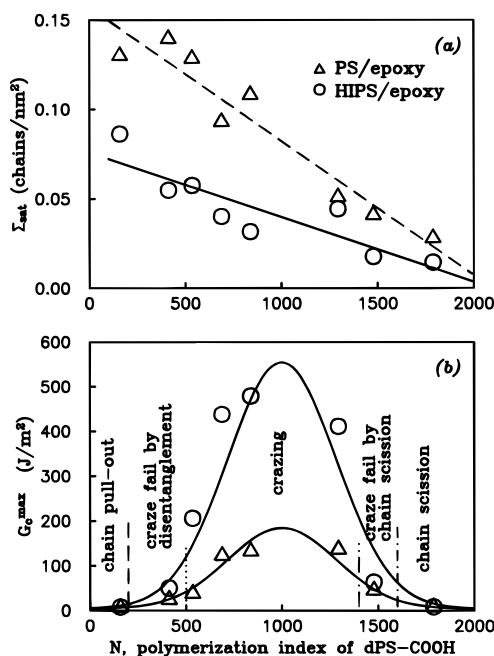 0.15
0.10
0.05
0.00
Σsat (chains/nm²)
(a)
△ PS/epoxy
○ HIPS/epoxy
0 500 1000 1500 2000
600
500
400
300
200
100
0
Gc^max (J/m²)
(b)
chain pull-out
craze fail by
disentanglement
crazing
craze fail by
chain scission
chain scission
0 500 1000 1500 2000
N, polymerization index of dPS-COOH